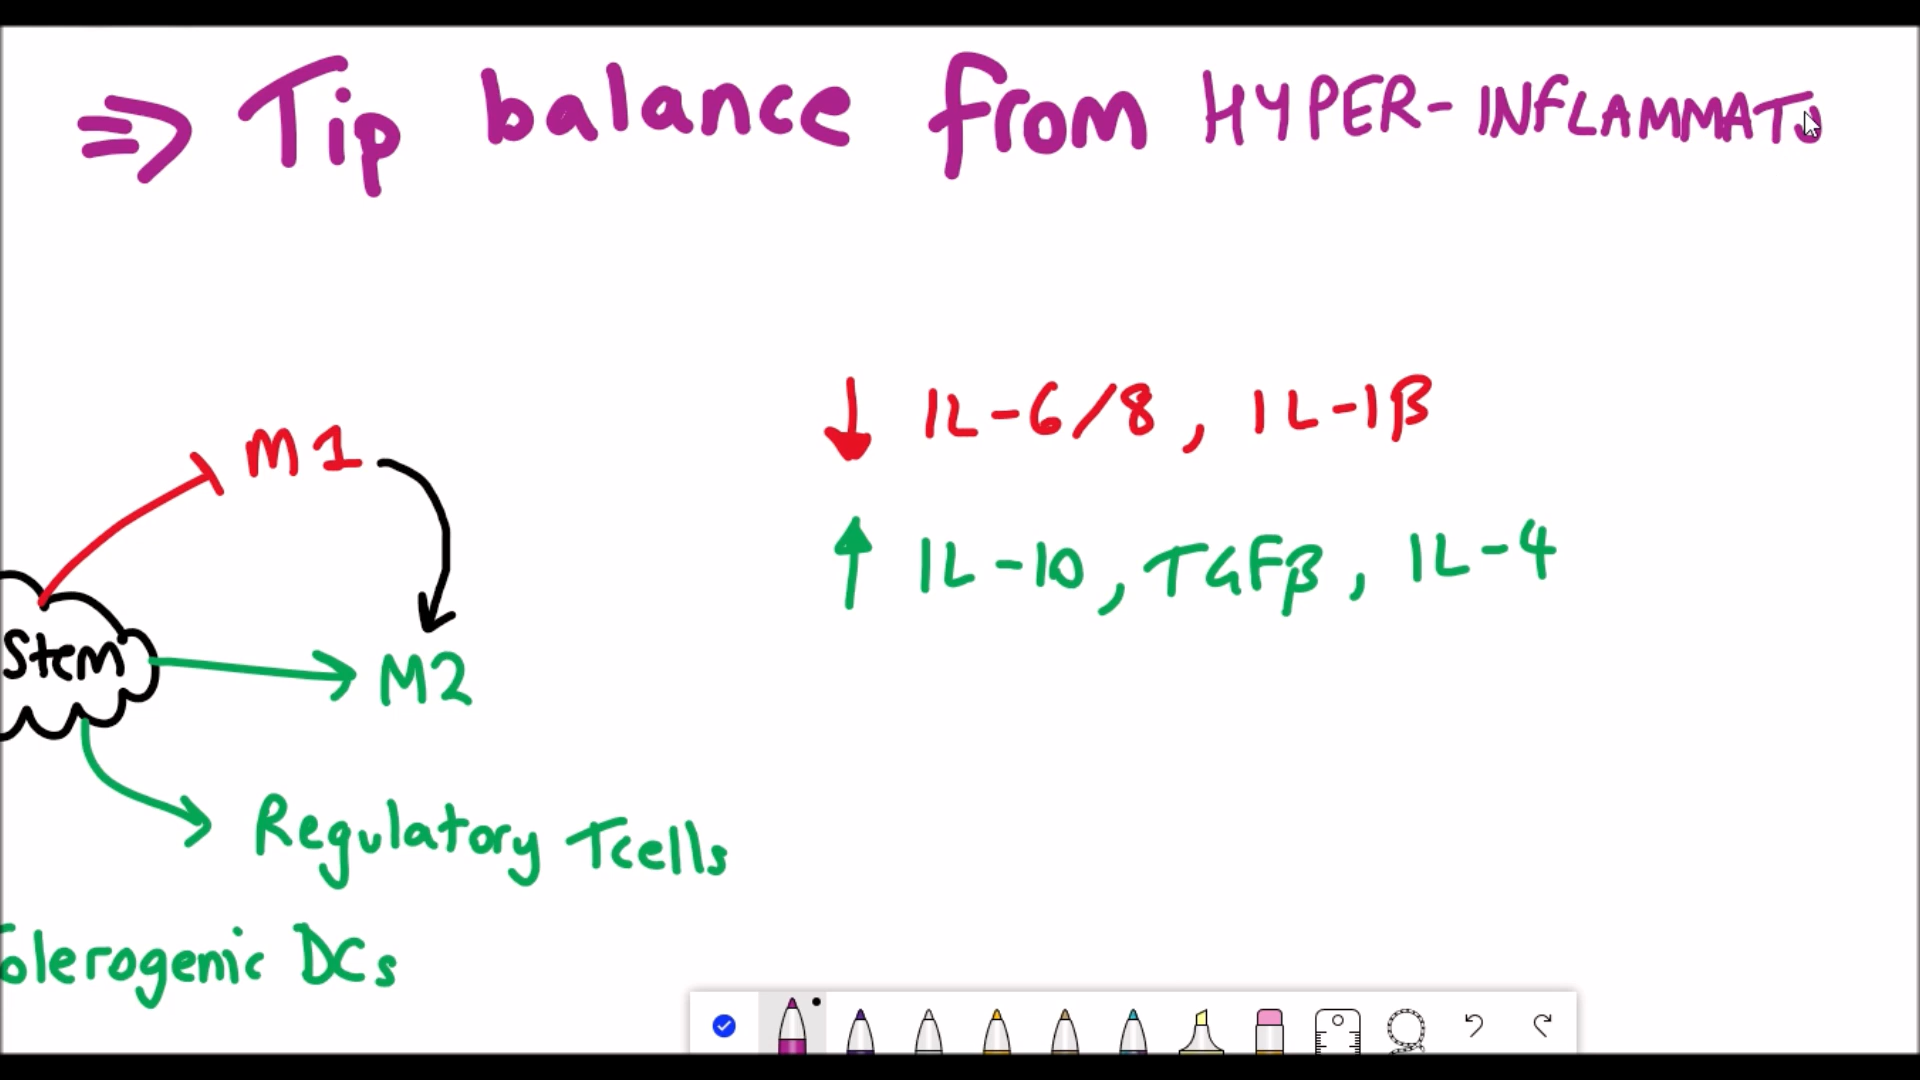 ⇒ Tip balance from HYPER-INFLAMMATO
↓ IL-6/8, IL-1β
M1
↑ IL-10, TGFβ, IL-4
Stem
M2
Regulatory Tcells
olerogenic DCs